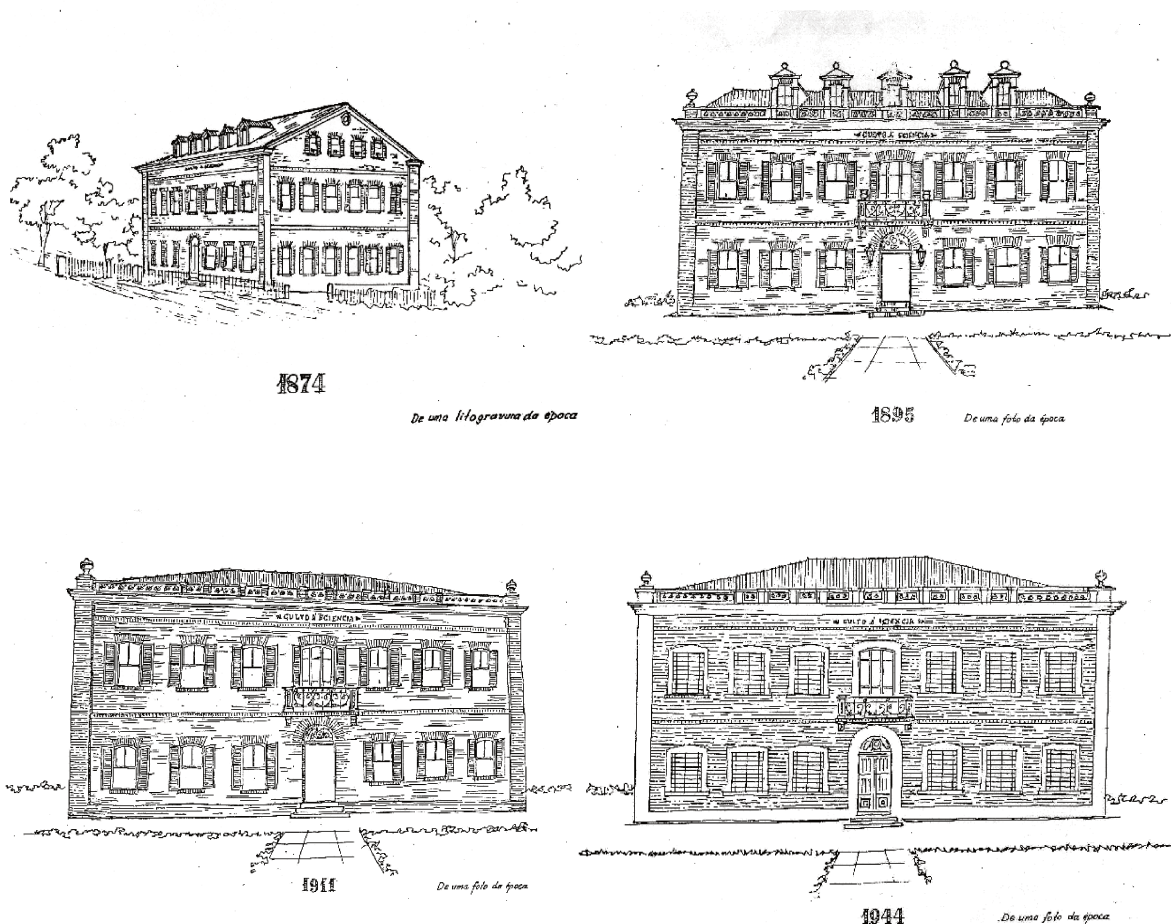 1874
De uma litogravura da época
CULTO Á SCIENCIA
1895
De uma foto da época
CULTO Á SCIENCIA
1911
De uma foto da época
CULTO Á SCIENCIA
1944
De uma foto da época